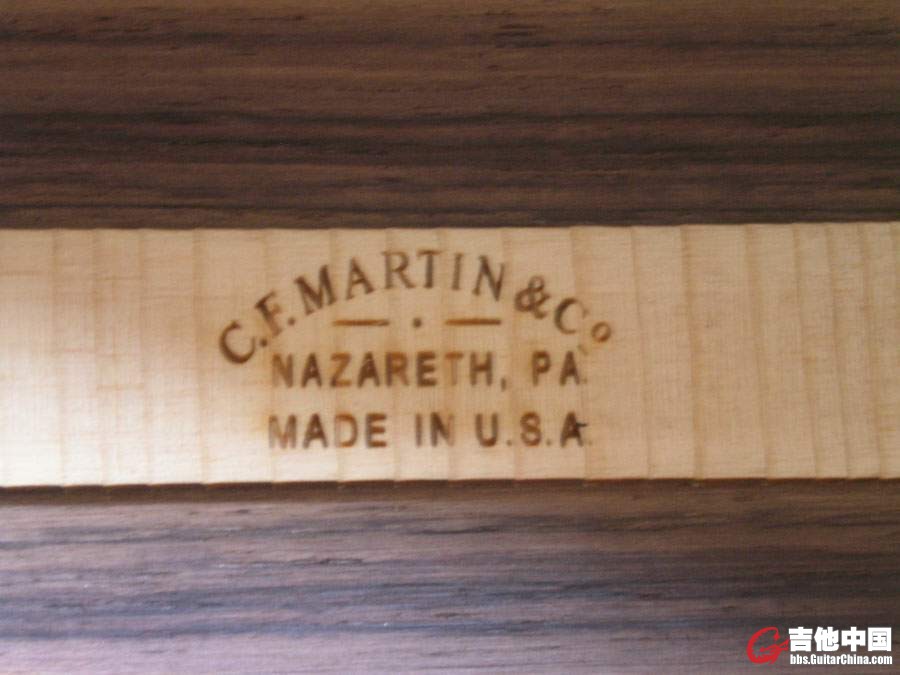 C.F. MARTIN & Co
NAZARETH, PA.
MADE IN U.S.A.
吉他中国
bbs.GuitarChina.com